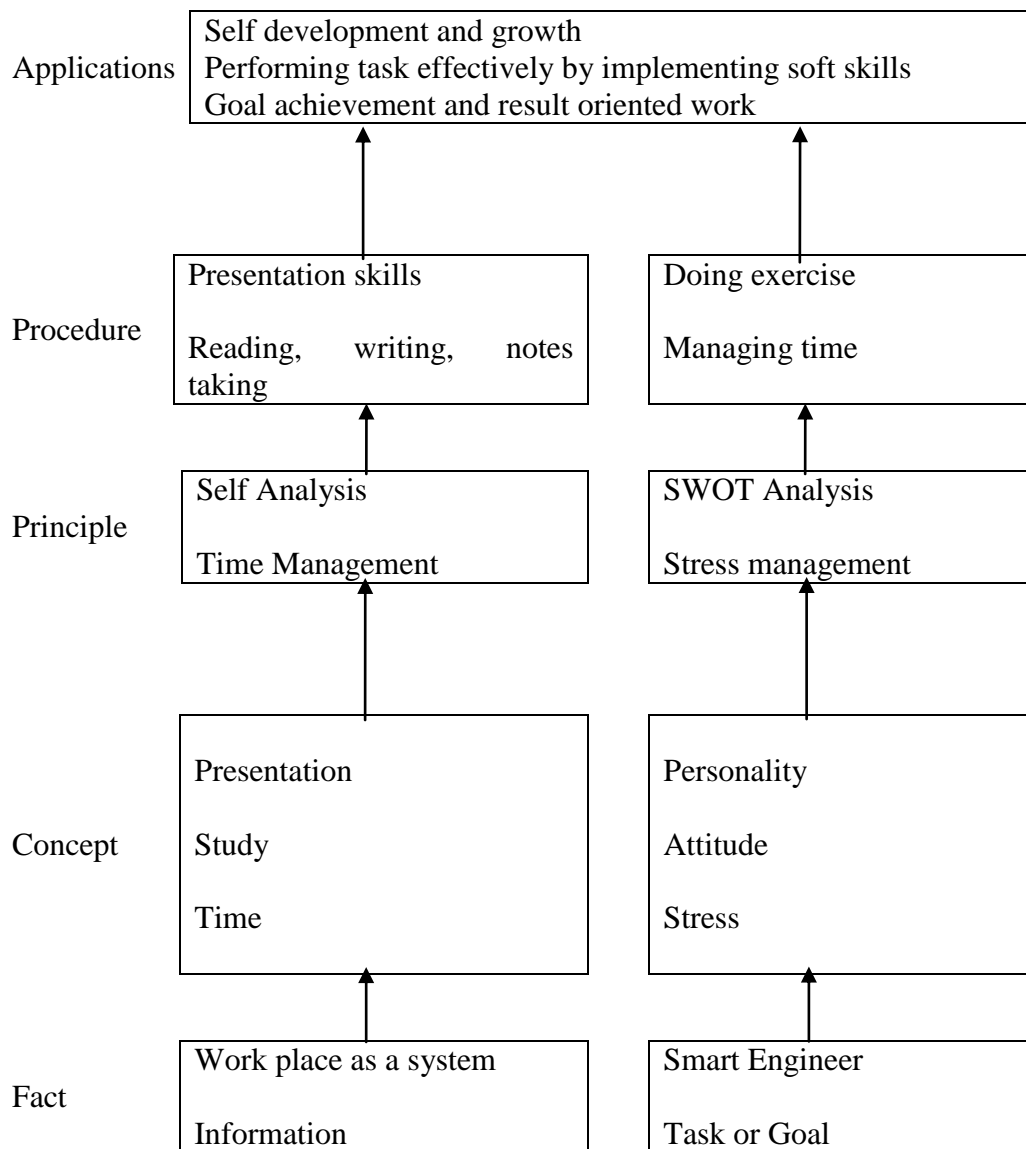 Applications
Self development and growth
Performing task effectively by implementing soft skills
Goal achievement and result oriented work
Procedure
Presentation skills
Reading, writing, notes
taking
Doing exercise
Managing time
Principle
Self Analysis
Time Management
SWOT Analysis
Stress management
Concept
Presentation
Study
Time
Personality
Attitude
Stress
Fact
Work place as a system
Information
Smart Engineer
Task or Goal